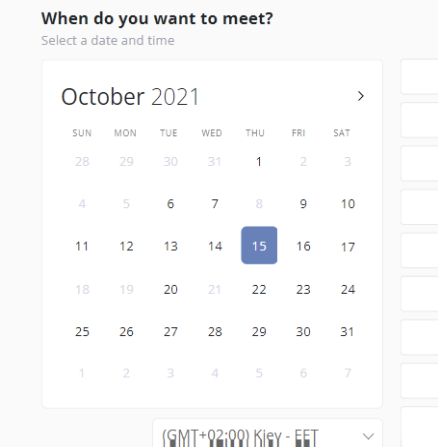 When do you want to meet?
Select a date and time
October 2021 >
SUN MON TUE WED THU FRI SAT
28 29 30 31 1 2 3
4 5 6 7 8 9 10
11 12 13 14 15 16 17
18 19 20 21 22 23 24
25 26 27 28 29 30 31
1 2 3 4 5 6 7
(GMT+02:00) Kiev - EET